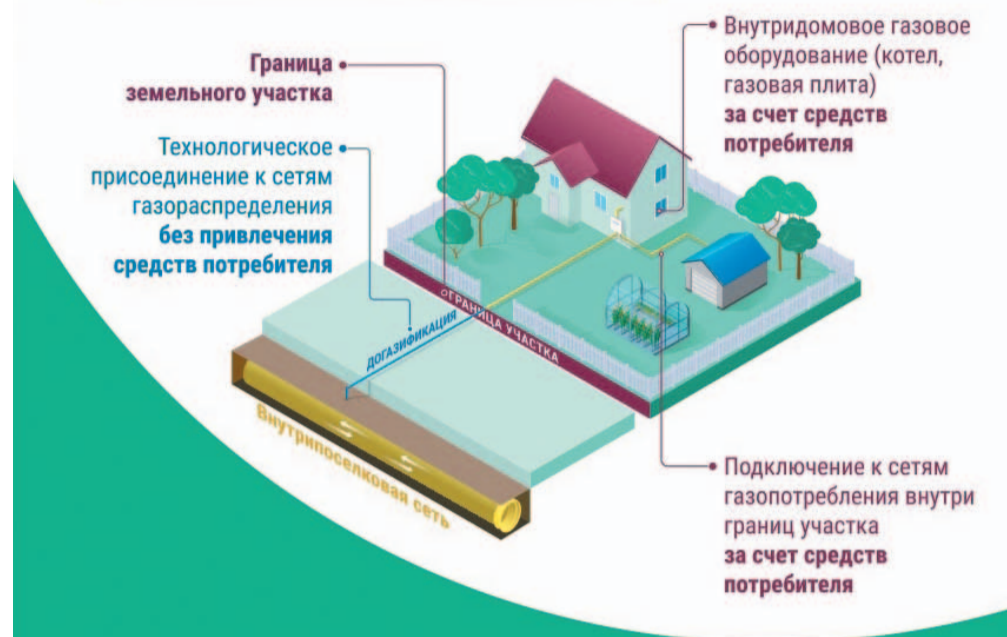 Граница
земельного участка
Технологическое
присоединение к сетям
газораспределения
без привлечения
средств потребителя
Внутридомовое газовое
оборудование (котел,
газовая плита)
за счет средств
потребителя
ГРАНИЦА УЧАСТКА
ДОГАЗИФИКАЦИЯ
Внутрипоселковая сеть
Подключение к сетям
газопотребления внутри
границ участка
за счет средств
потребителя